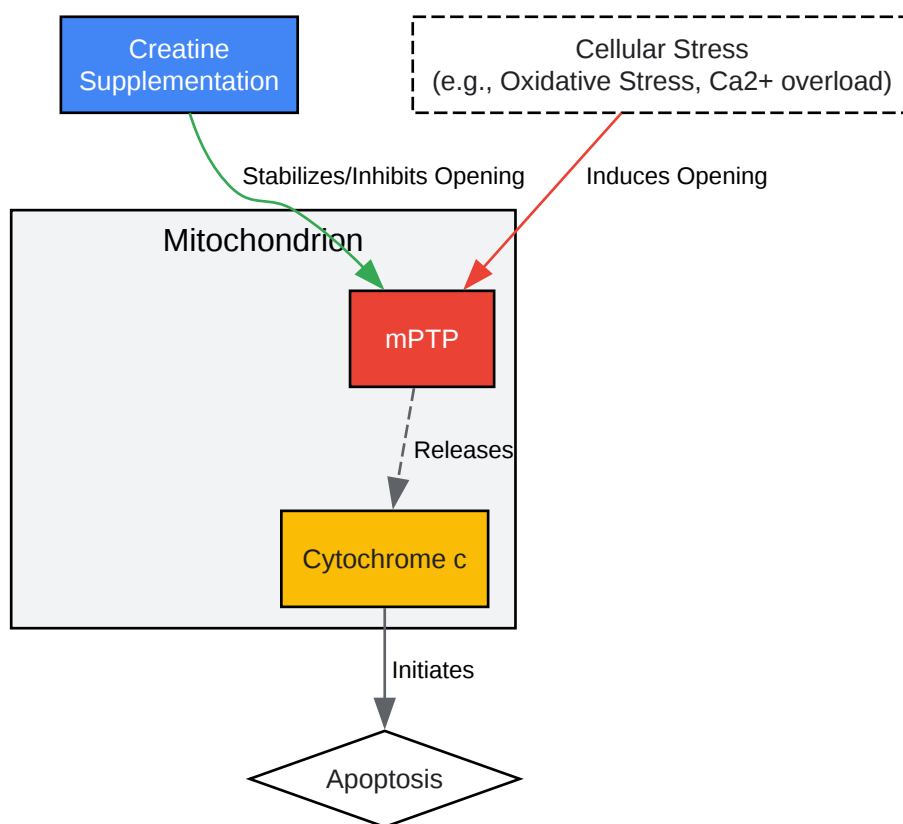 Creatine
Supplementation
Cellular Stress
(e.g., Oxidative Stress, Ca2+ overload)
Stabilizes/Inhibits Opening
Induces Opening
Mitochondrion
mPTP
Releases
Cytochrome c
Initiates
Apoptosis